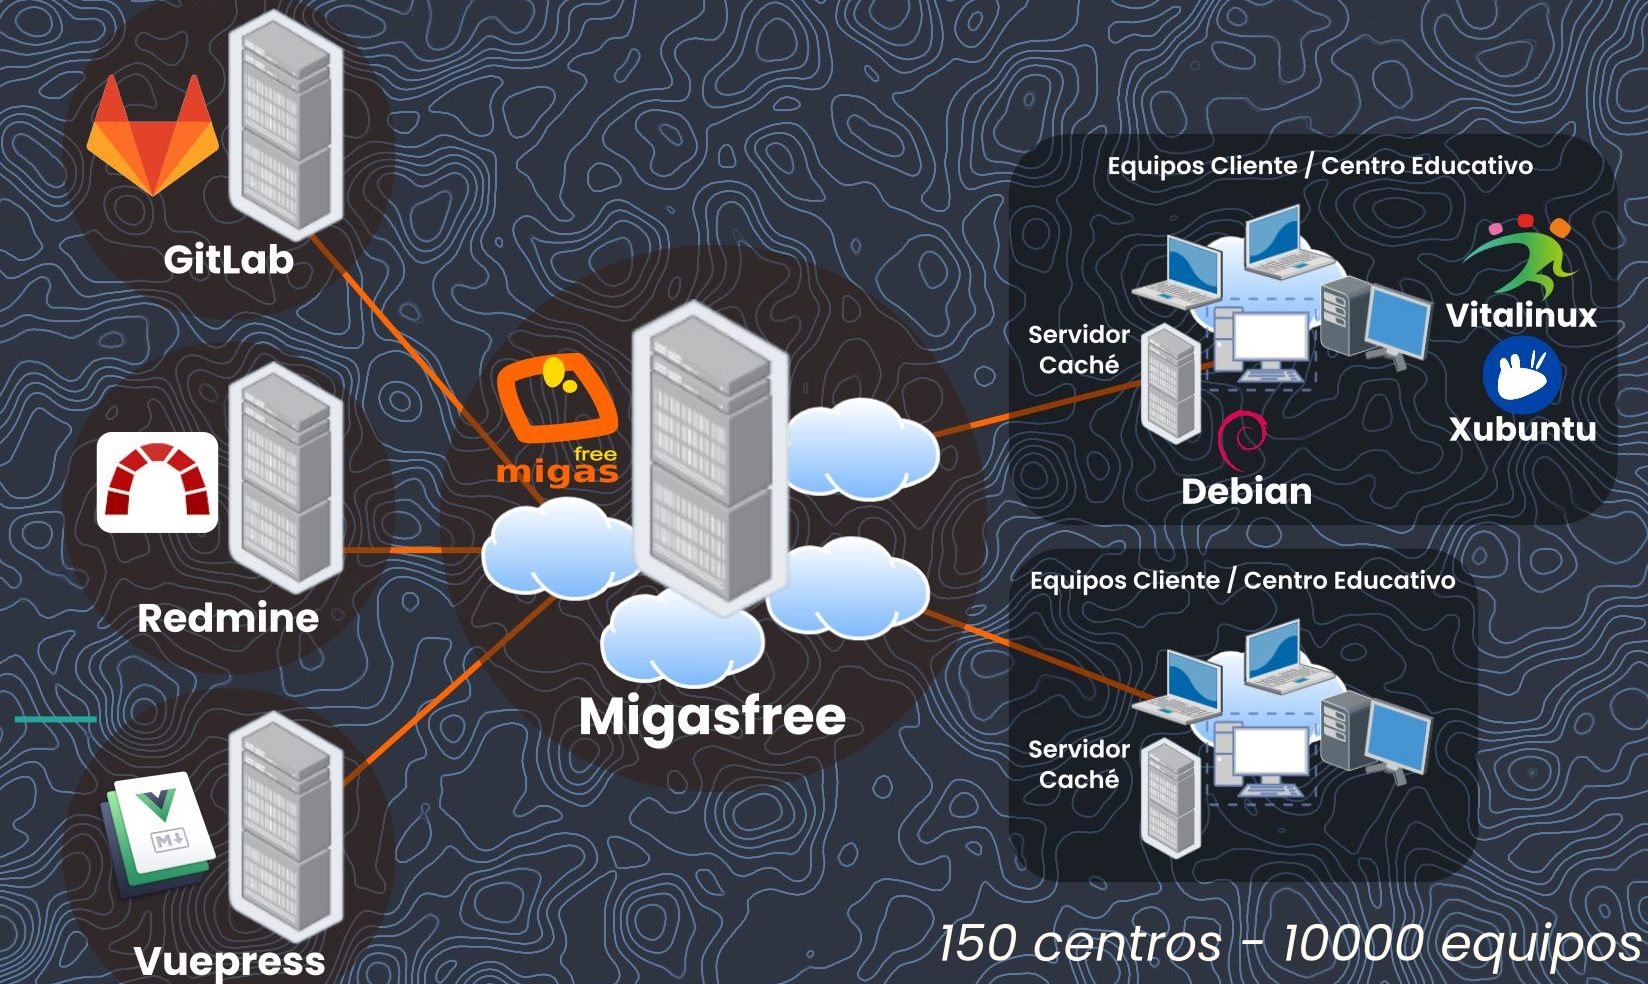 GitLab
Redmine
Vuepress
free
migas
Migasfree
Equipos Cliente / Centro Educativo
Servidor
Caché
Vitalinux
Xubuntu
Debian
Equipos Cliente / Centro Educativo
Servidor
Caché
M
150 centros - 10000 equipos